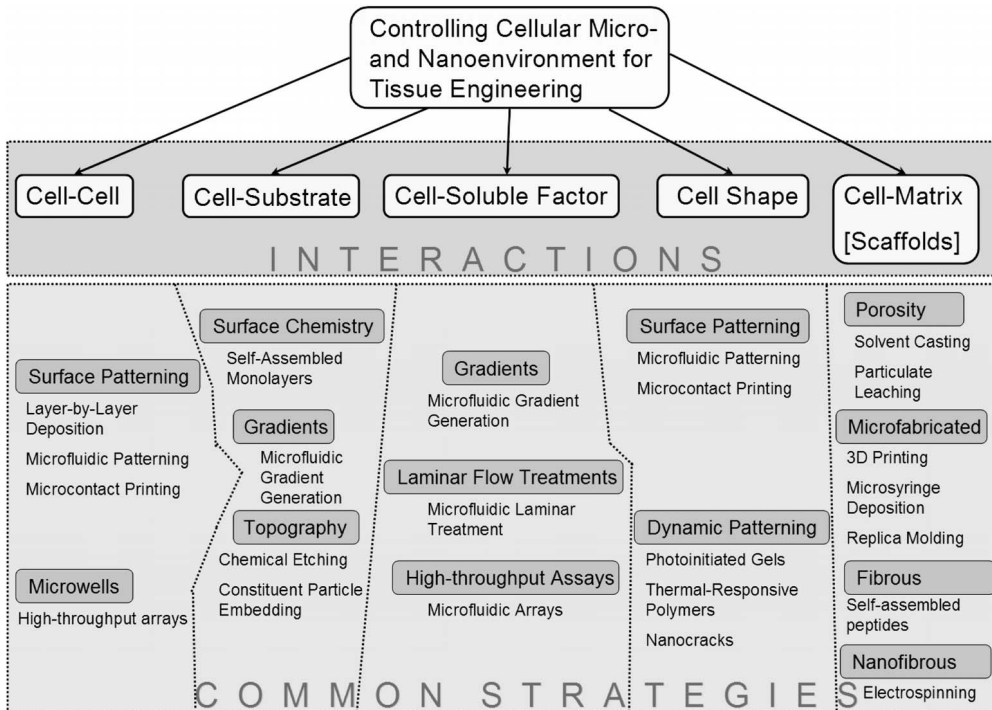 Controlling Cellular Micro-
and Nanoenvironment for
Tissue Engineering
Cell-Cell
Cell-Substrate
Cell-Soluble Factor
Cell Shape
Cell-Matrix
[Scaffolds]
INTERACTIONS
Surface Patterning
Layer-by-Layer
Deposition
Microfluidic Patterning
Microcontact Printing
Microwells
High-throughput arrays
Surface Chemistry
Self-Assembled
Monolayers
Gradients
Microfluidic
Gradient
Generation
Topography
Chemical Etching
Constituent Particle
Embedding
Gradients
Microfluidic Gradient
Generation
Laminar Flow Treatments
Microfluidic Laminar
Treatment
High-throughput Assays
Microfluidic Arrays
Surface Patterning
Microfluidic Patterning
Microcontact Printing
Dynamic Patterning
Photoinitiated Gels
Thermal-Responsive
Polymers
Nanocracks
Porosity
Solvent Casting
Particulate
Leaching
Microfabricated
3D Printing
Microsyringe
Deposition
Replica Molding
Fibrous
Self-assembled
peptides
Nanofibrous
Electrospinning
COMMON STRATEGIES